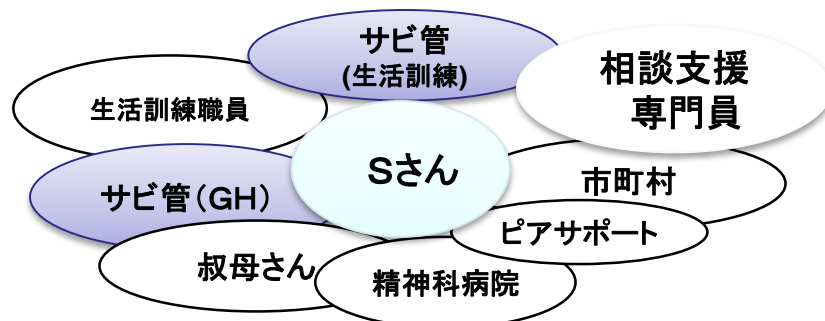 サビ管
(生活訓練)
相談支援
専門員
生活訓練職員
Sさん
市町村
サビ管(GH)
ピアサポート
叔母さん
精神科病院